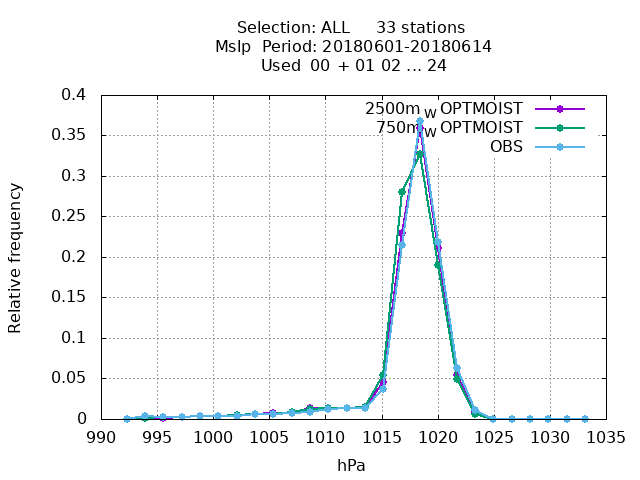 Selection: ALL 33 stations
Mslp Period: 20180601-20180614
Used 00 + 01 02 ... 24
2500m W OPTMOIST
750m W OPTMOIST
OBS
0.4
0.35
0.3
0.25
0.2
0.15
0.1
0.05
0
Relative frequency
990 995 1000 1005 1010 1015 1020 1025 1030 1035
hPa